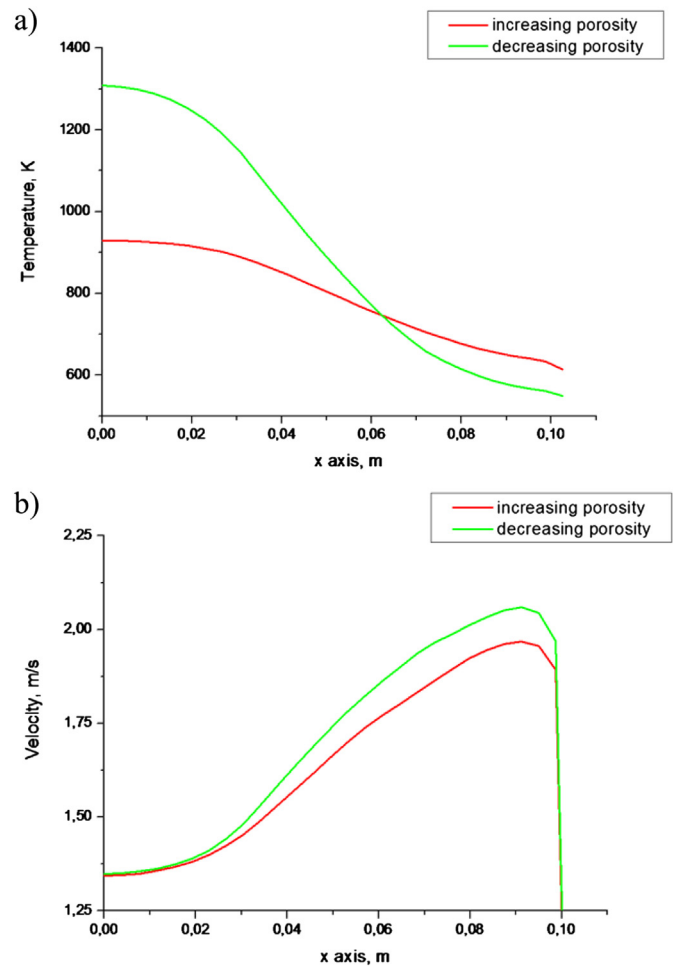 a)
increasing porosity
decreasing porosity
1400
1200
1000
800
600
Temperature, K
0,00 0,02 0,04 0,06 0,08 0,10
x axis, m
b)
increasing porosity
decreasing porosity
2,25
2,00
1,75
1,50
1,25
Velocity, m/s
0,00 0,02 0,04 0,06 0,08 0,10
x axis, m